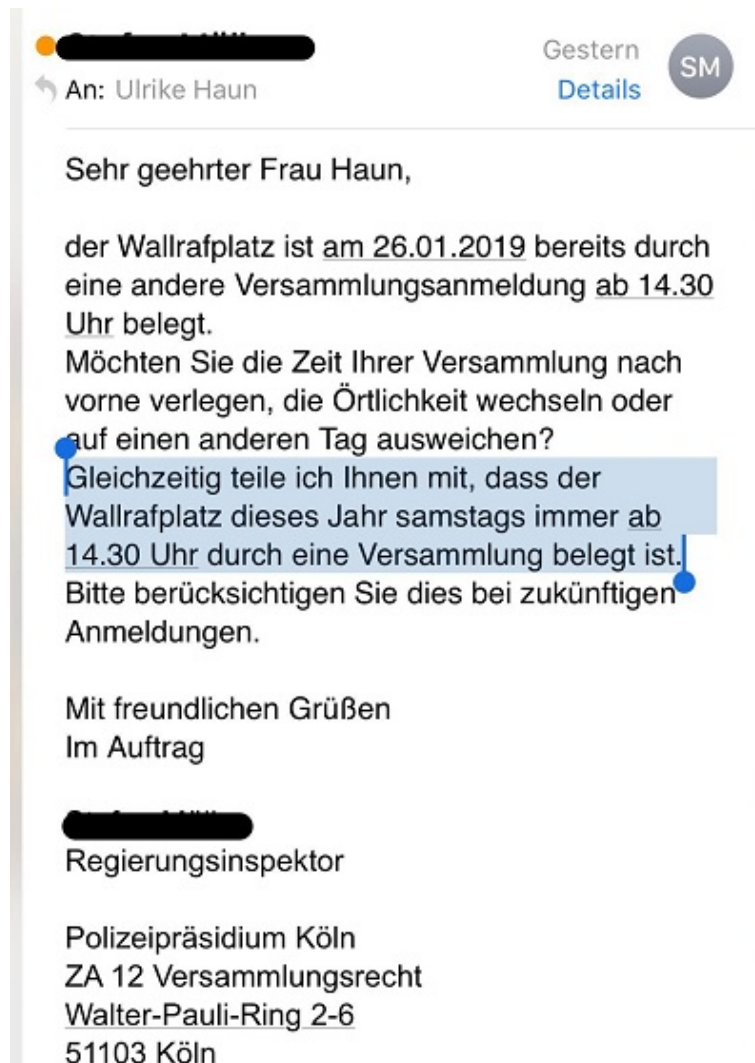 Gestern
SM
An: Ulrike Haun
Details
Sehr geehrter Frau Haun,
der Wallrafplatz ist am 26.01.2019 bereits durch
eine andere Versammlungsanmeldung ab 14.30
Uhr belegt.
Möchten Sie die Zeit Ihrer Versammlung nach
vorne verlegen, die Örtlichkeit wechseln oder
auf einen anderen Tag ausweichen?
Gleichzeitig teile ich Ihnen mit, dass der
Wallrafplatz dieses Jahr samstags immer ab
14.30 Uhr durch eine Versammlung belegt ist.
Bitte berücksichtigen Sie dies bei zukünftigen
Anmeldungen.
Mit freundlichen Grüßen
Im Auftrag
Regierungsinspektor
Polizeipräsidium Köln
ZA 12 Versammlungsrecht
Walter-Pauli-Ring 2-6
51103 Köln